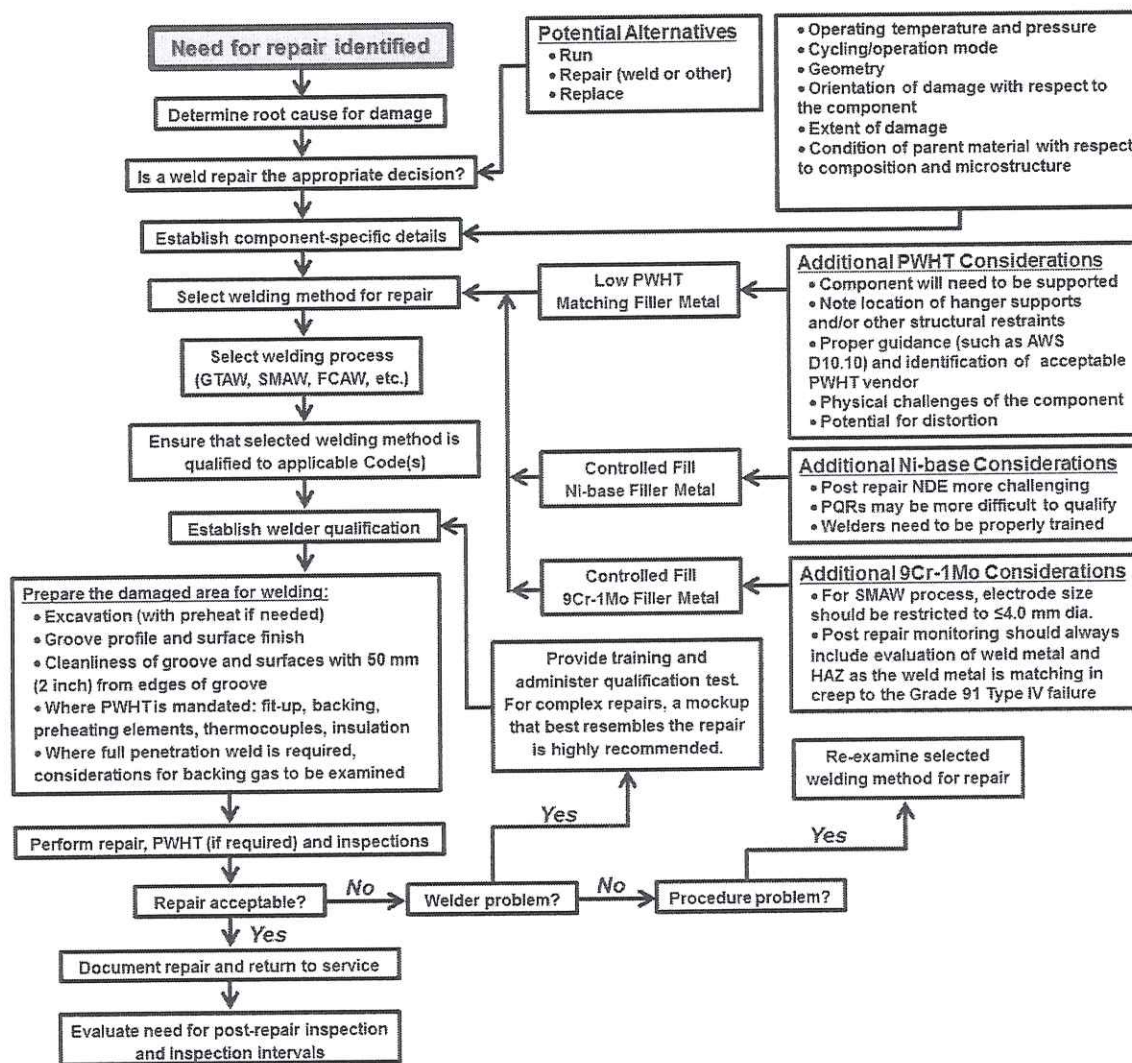 Need for repair identified
Determine root cause for damage
Is a weld repair the appropriate decision?
Establish component-specific details
Select welding method for repair
Select welding process
(GTAW, SMAW, FCAW, etc.)
Ensure that selected welding method is
qualified to applicable Code(s)
Establish welder qualification
Prepare the damaged area for welding:
• Excavation (with preheat if needed)
• Groove profile and surface finish
• Cleanliness of groove and surfaces with 50 mm
(2 inch) from edges of groove
• Where PWHT is mandated: fit-up, backing,
preheating elements, thermocouples, insulation
• Where full penetration weld is required,
considerations for backing gas to be examined
Perform repair, PWHT (if required) and inspections
Repair acceptable?
No
Yes
Document repair and return to service
Evaluate need for post-repair inspection
and inspection intervals
Potential Alternatives
• Run
• Repair (weld or other)
• Replace
• Operating temperature and pressure
• Cycling/operation mode
• Geometry
• Orientation of damage with respect to
the component
• Extent of damage
• Condition of parent material with respect
to composition and microstructure
Low PWHT
Matching Filler Metal
Additional PWHT Considerations
• Component will need to be supported
• Note location of hanger supports
and/or other structural restraints
• Proper guidance (such as AWS
D10.10) and identification of acceptable
PWHT vendor
• Physical challenges of the component
• Potential for distortion
Controlled Fill
Ni-base Filler Metal
Additional Ni-base Considerations
• Post repair NDE more challenging
• PQRs may be more difficult to qualify
• Welders need to be properly trained
Controlled Fill
9Cr-1Mo Filler Metal
Additional 9Cr-1Mo Considerations
• For SMAW process, electrode size
should be restricted to ≤4.0 mm dia.
• Post repair monitoring should always
include evaluation of weld metal and
HAZ as the weld metal is matching in
creep to the Grade 91 Type IV failure
Provide training and
administer qualification test.
For complex repairs, a mockup
that best resembles the repair
is highly recommended.
Yes
Welder problem?
No
Re-examine selected
welding method for repair
Yes
Procedure problem?